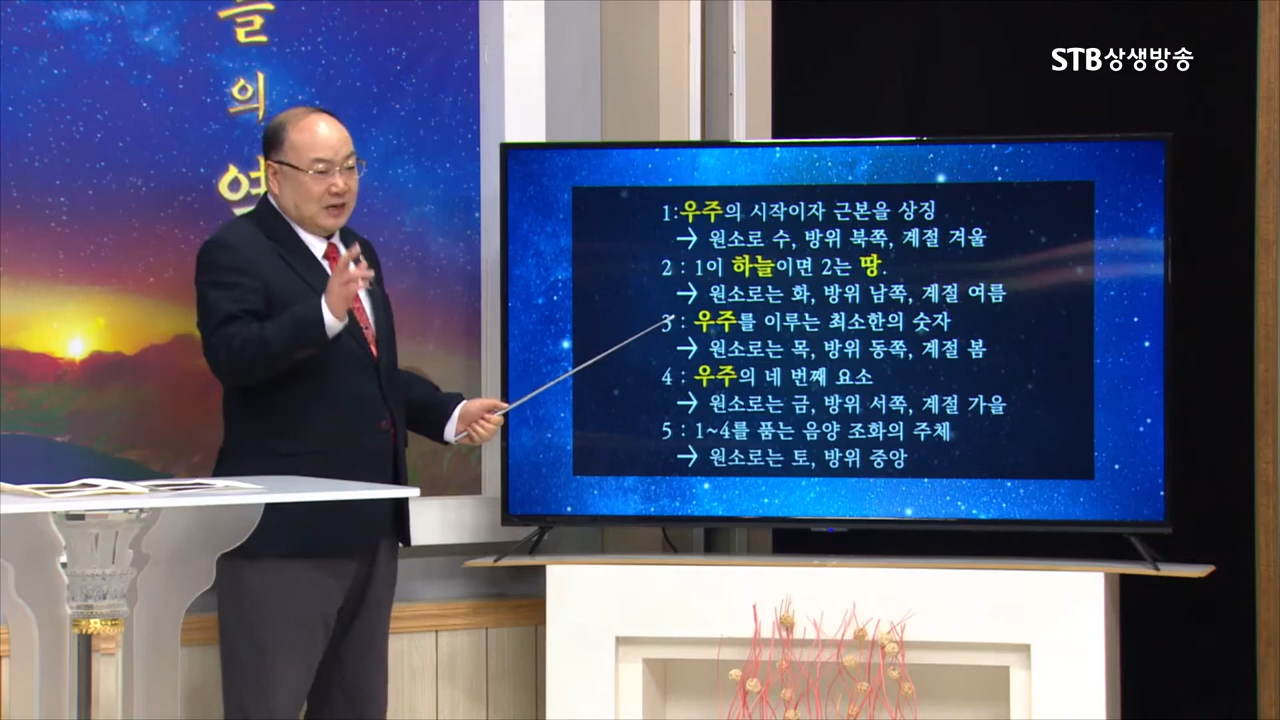 들
의
STB상생방송
1:우주의 시작이자 근본을 상징
→ 원소로 수, 방위 북쪽, 계절 겨울
2 : 1이 하늘이면 2는 땅.
→ 원소로는 화, 방위 남쪽, 계절 여름
3 : 우주를 이루는 최소한의 숫자
→ 원소로는 목, 방위 동쪽, 계절 봄
4 : 우주의 네 번째 요소
→ 원소로는 금, 방위 서쪽, 계절 가을
5 : 1~4를 품는 음양 조화의 주체
→ 원소로는 토, 방위 중앙